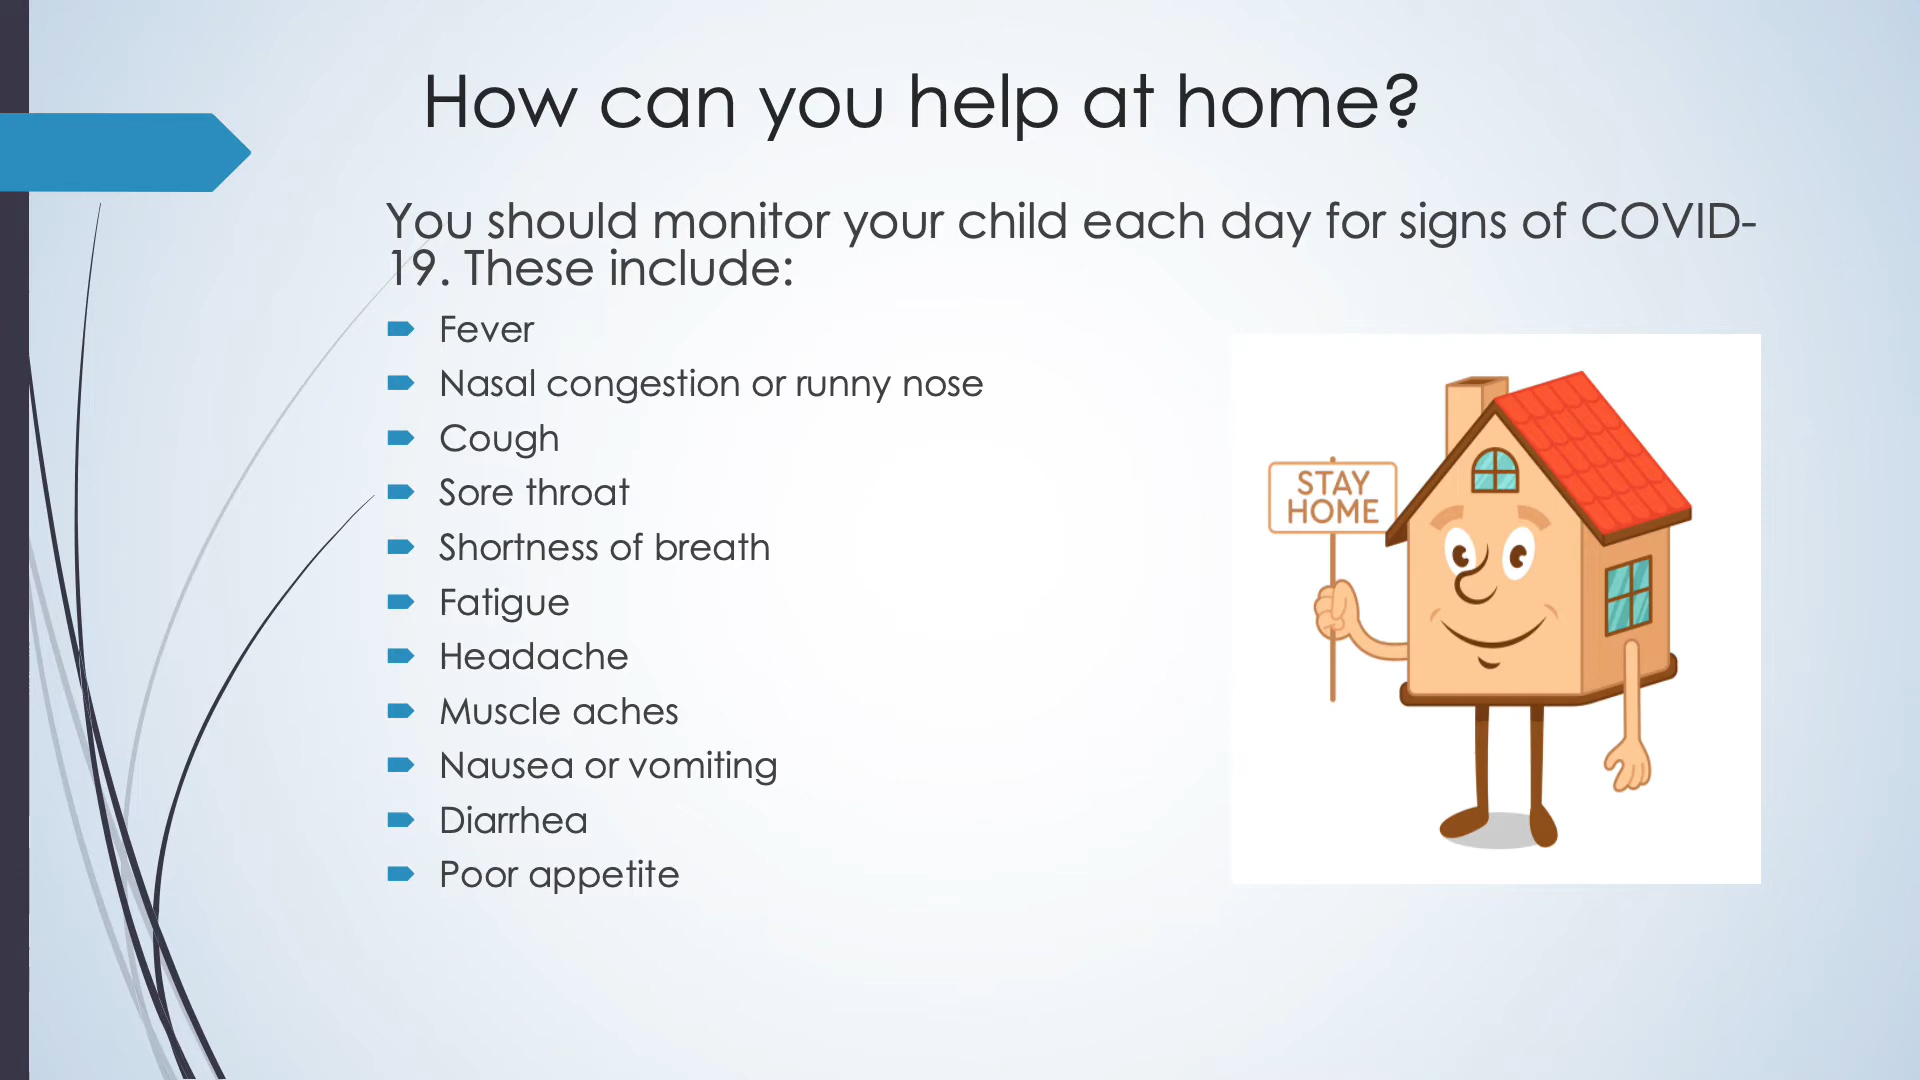 How can you help at home?
You should monitor your child each day for signs of COVID-
19. These include:
Fever
Nasal congestion or runny nose
Cough
Sore throat
Shortness of breath
Fatigue
Headache
Muscle aches
Nausea or vomiting
Diarrhea
Poor appetite
STAY
HOME